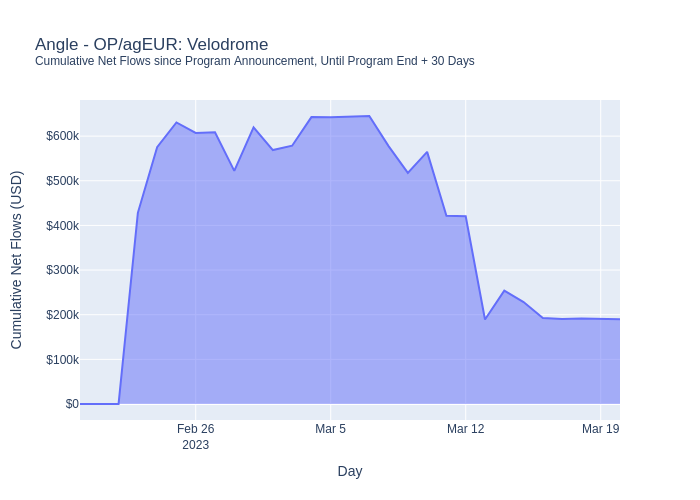 Angle - OP/agEUR: Velodrome
Cumulative Net Flows since Program Announcement, Until Program End + 30 Days
Cumulative Net Flows (USD)
$600k
$500k
$400k
$300k
$200k
$100k
$0
Feb 26
2023
Mar 5
Mar 12
Mar 19
Day